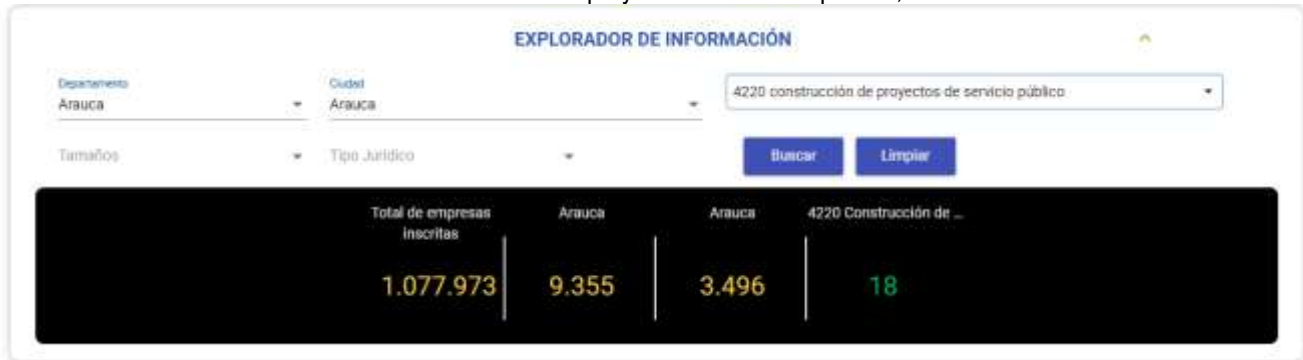 EXPLORADOR DE INFORMACIÓN
Departamento
Arauca
Ciudad
Arauca
4220 construcción de proyectos de servicio público
Tamaños
Tipo Jurídico
Buscar
Limpiar
Total de empresas
inscritas
Arauca
Arauca
4220 Construcción de ...
1.077.973
9.355
3.496
18